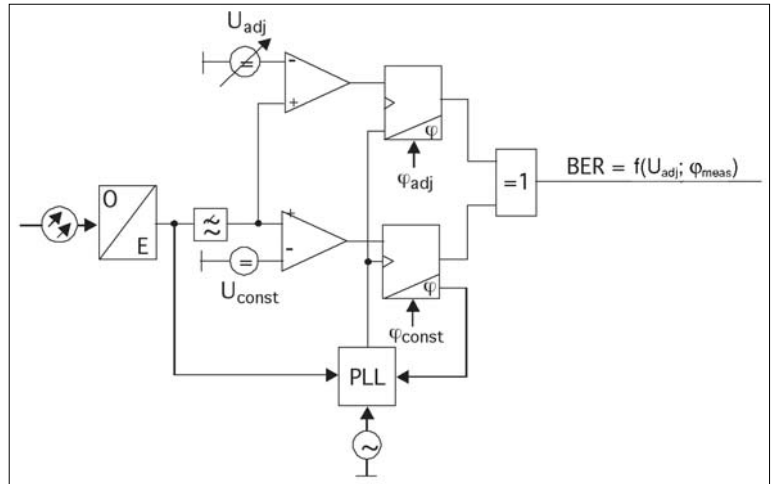 U_adj
=
-
+
φ
φ_adj
=1
BER = f(U_adj; φ_meas)
O
E
+
-
=
U_const
φ
φ_const
PLL
~